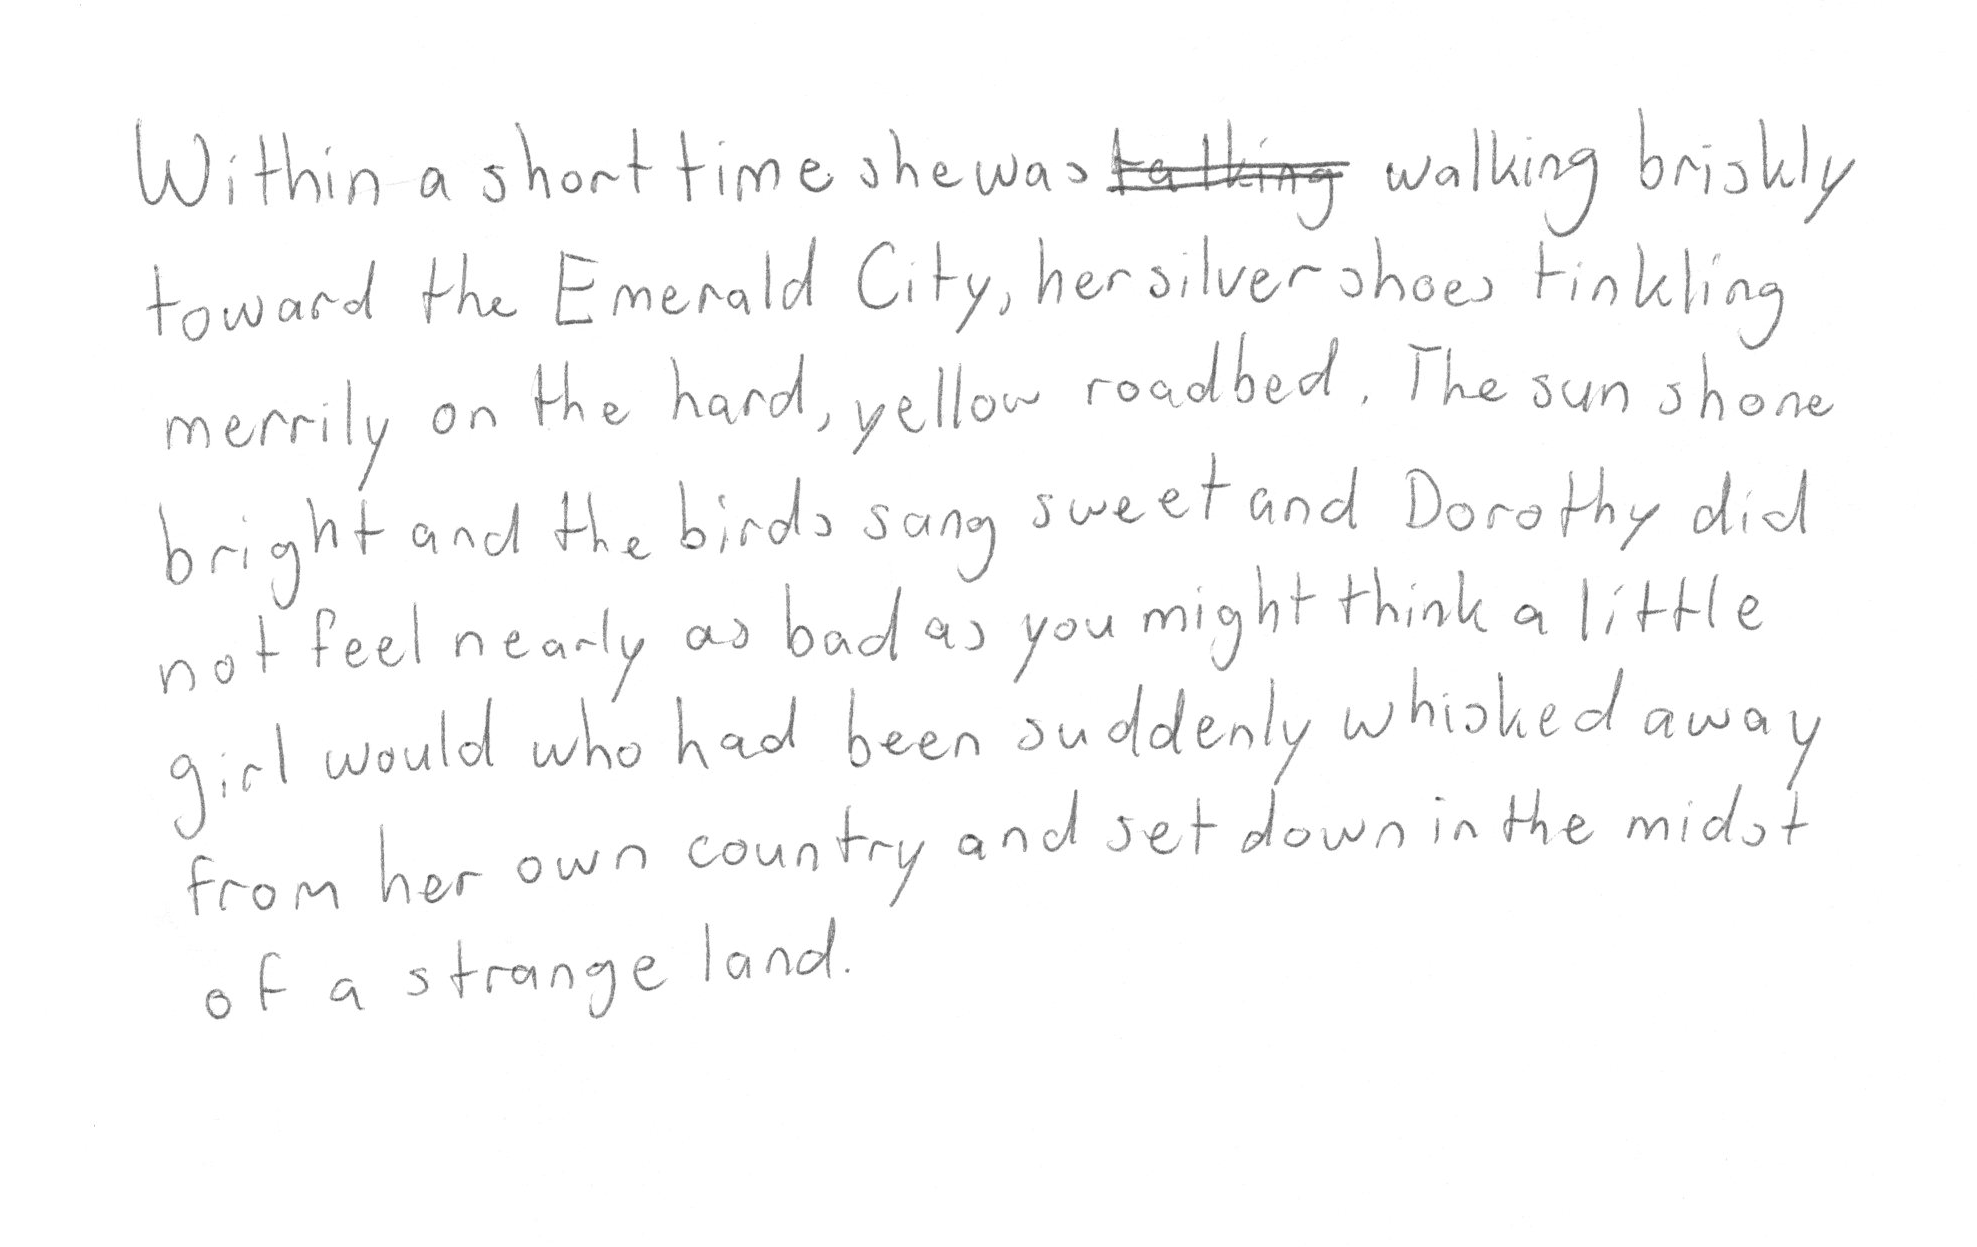 Within a short time she was talking walking briskly
toward the Emerald City, her silver shoes tinkling
merrily on the hard, yellow roadbed. The sun shone
bright and the birds sang sweet and Dorothy did
not feel nearly as bad as you might think a little
girl would who had been suddenly whisked away
from her own country and set down in the midst
of a strange land.